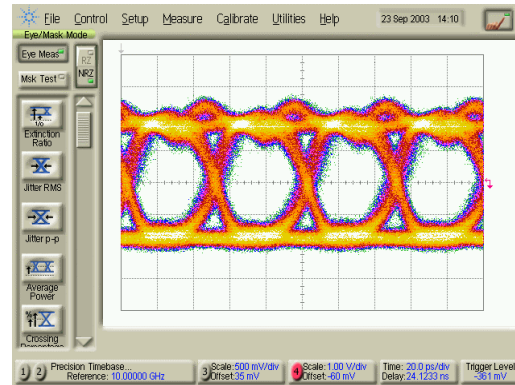 File Control Setup Measure Calibrate Utilities Help 23 Sep 2003 14:10
Eye/Mask Mode
Eye Meas
RZ
NRZ
Msk Test
Extinction
Ratio
Jitter RMS
Jitter p-p
Average
Power
Crossing
Percentage
1 2 Precision Timebase...
Reference: 10.00000 GHz
3 Scale:500 mV/div
Offset:35 mV
4 Scale:1.00 V/div
Offset:-60 mV
Time: 20.0 ps/div
Delay:24.1233 ns
Trigger Level
-361 mV